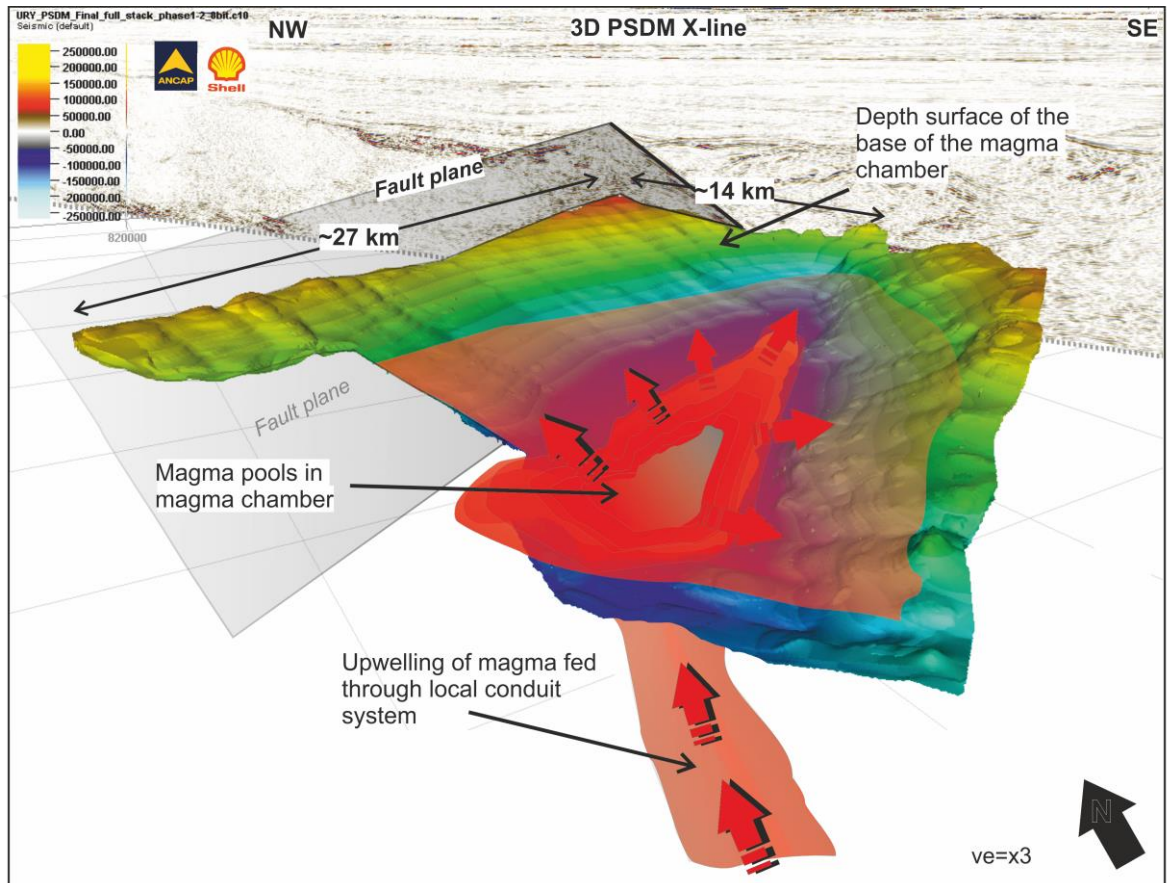 URY_PSDM_Final_full_stack_phase1-2_8bit.c10
Seismic (default)
NW
3D PSDM X-line
SE
250000.00
200000.00
150000.00
100000.00
50000.00
0.00
-50000.00
-100000.00
-150000.00
-200000.00
-250000.00
ANCAP
Shell
Depth surface of the
base of the magma
chamber
Fault plane
~14 km
~27 km
820000
Fault plane
Magma pools in
magma chamber
Upwelling of magma fed
through local conduit
system
N
ve=x3